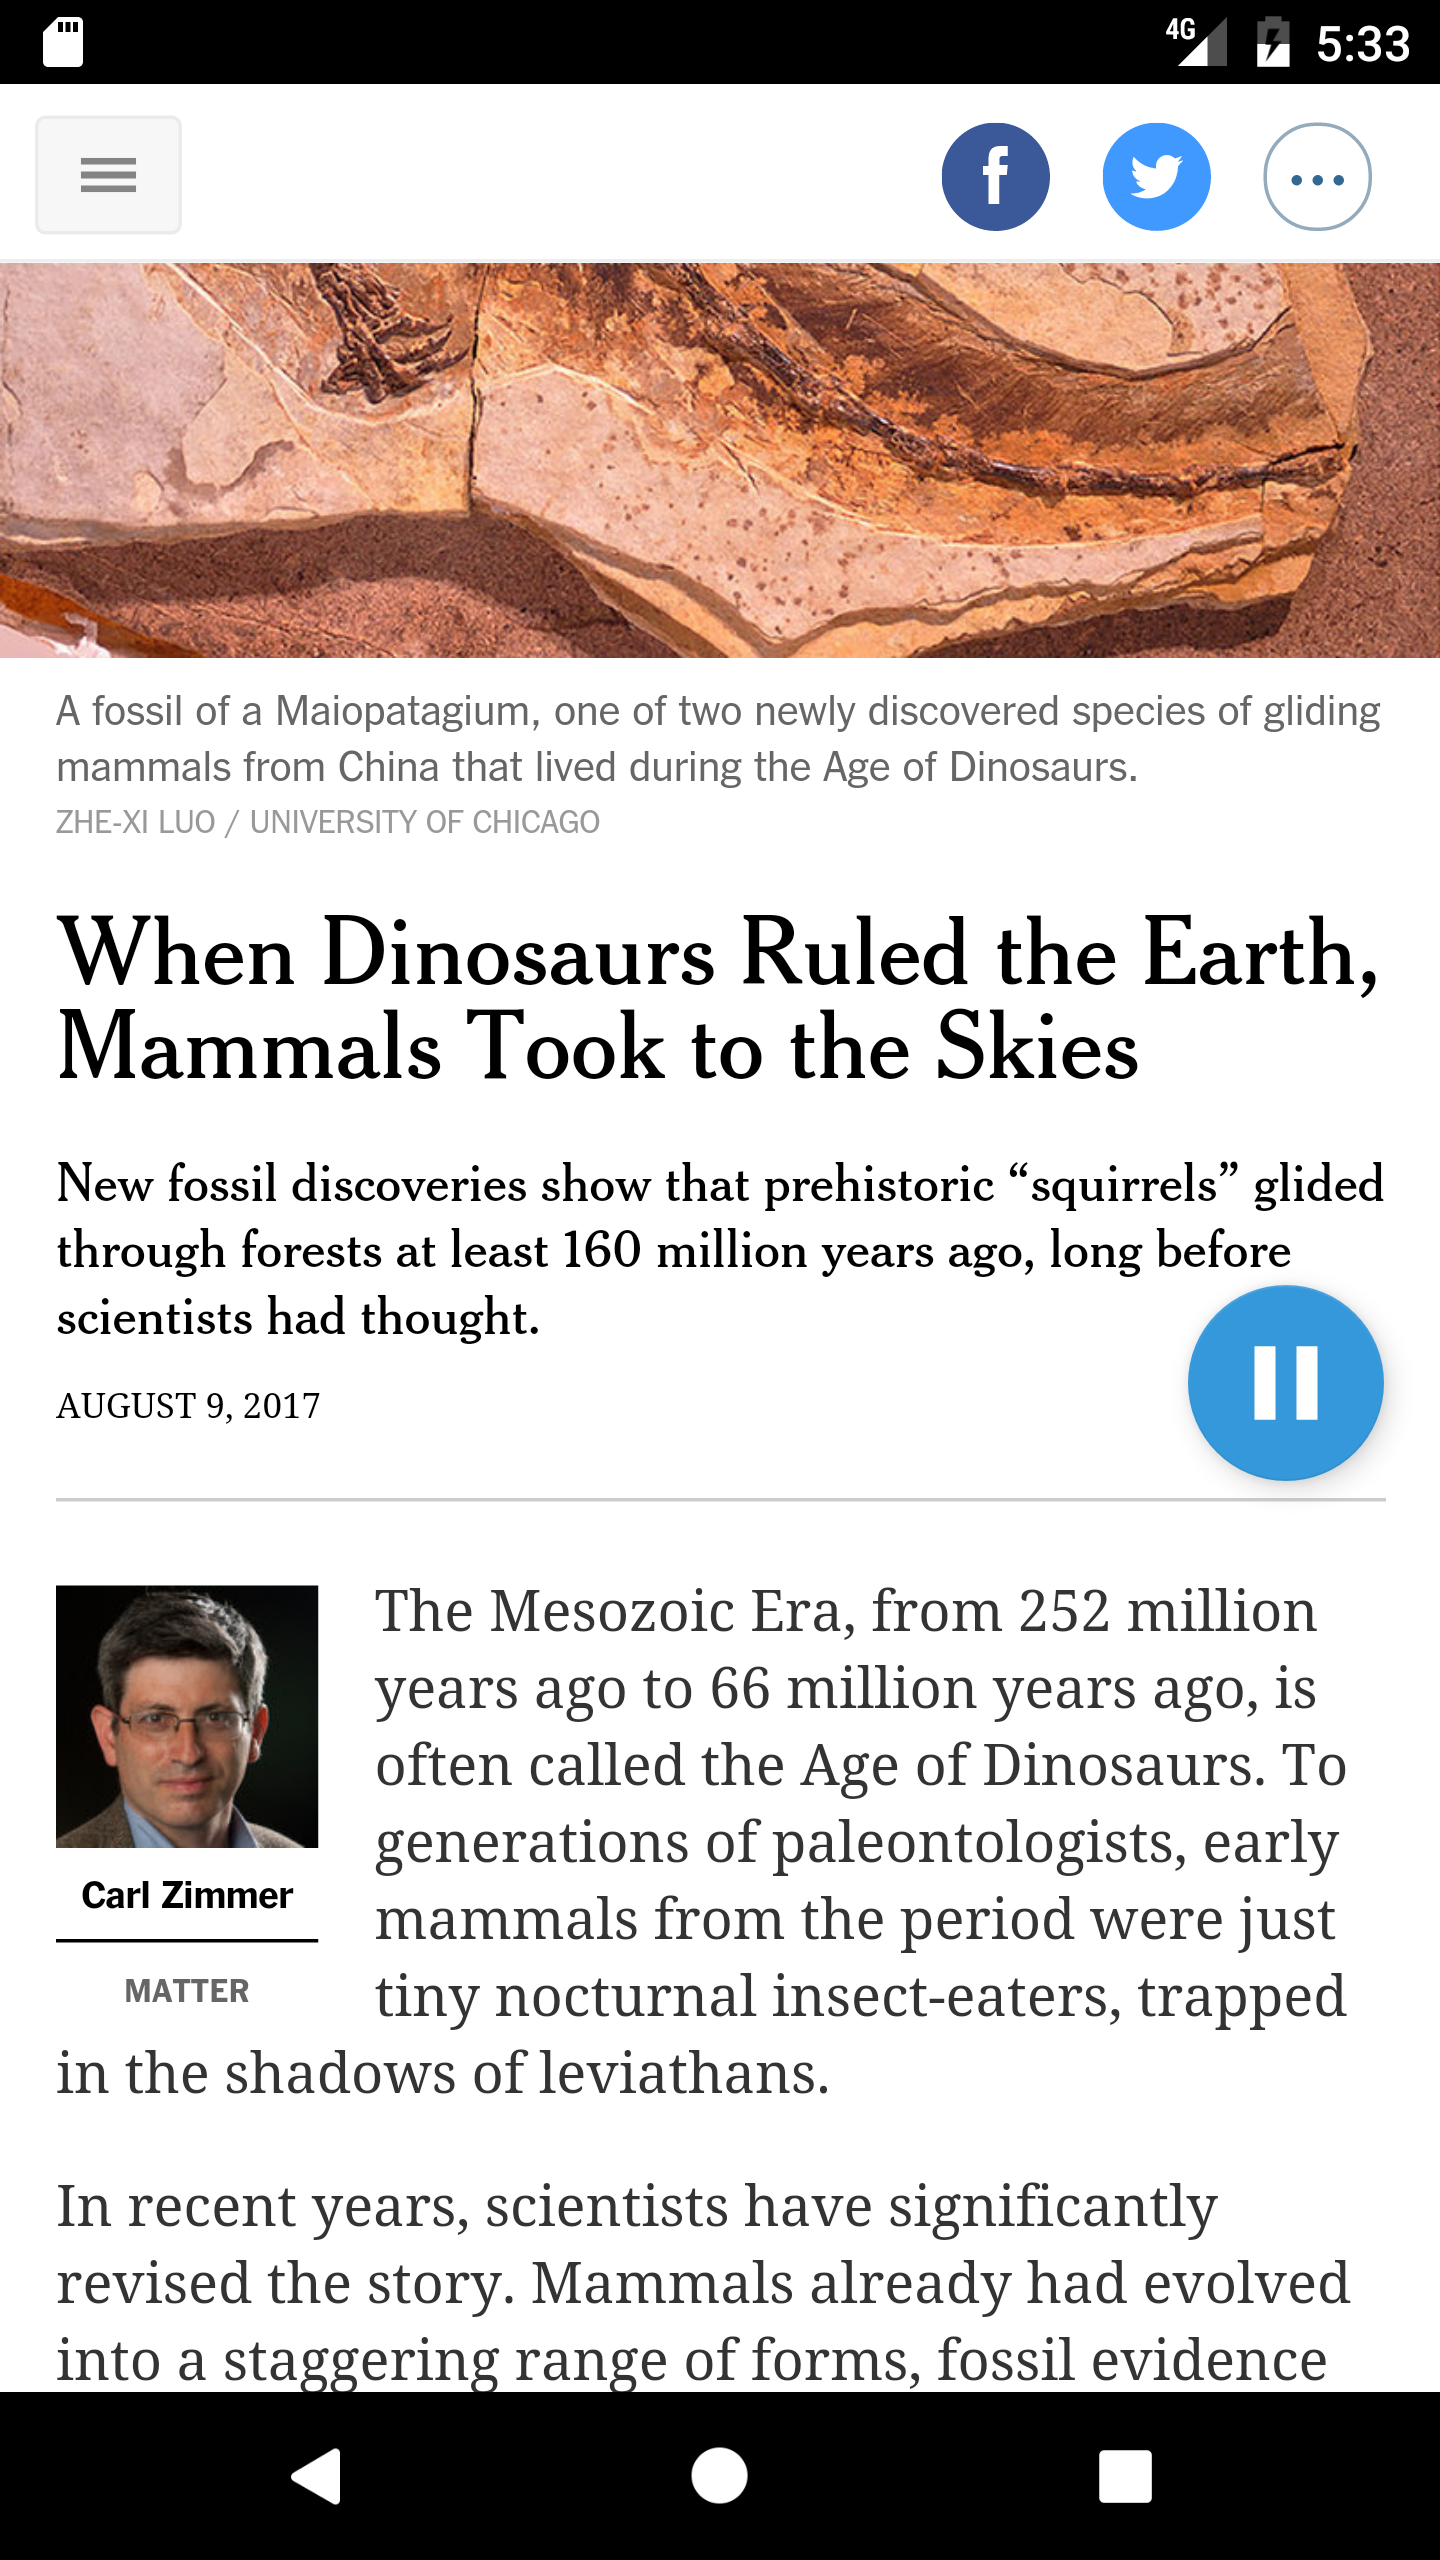 4G 5:33
A fossil of a Maiopatagium, one of two newly discovered species of gliding
mammals from China that lived during the Age of Dinosaurs.
ZHE-XI LUO / UNIVERSITY OF CHICAGO
When Dinosaurs Ruled the Earth,
Mammals Took to the Skies
New fossil discoveries show that prehistoric “squirrels” glided
through forests at least 160 million years ago, long before
scientists had thought.
AUGUST 9, 2017
Carl Zimmer
MATTER
The Mesozoic Era, from 252 million
years ago to 66 million years ago, is
often called the Age of Dinosaurs. To
generations of paleontologists, early
mammals from the period were just
tiny nocturnal insect-eaters, trapped
in the shadows of leviathans.
In recent years, scientists have significantly
revised the story. Mammals already had evolved
into a staggering range of forms, fossil evidence